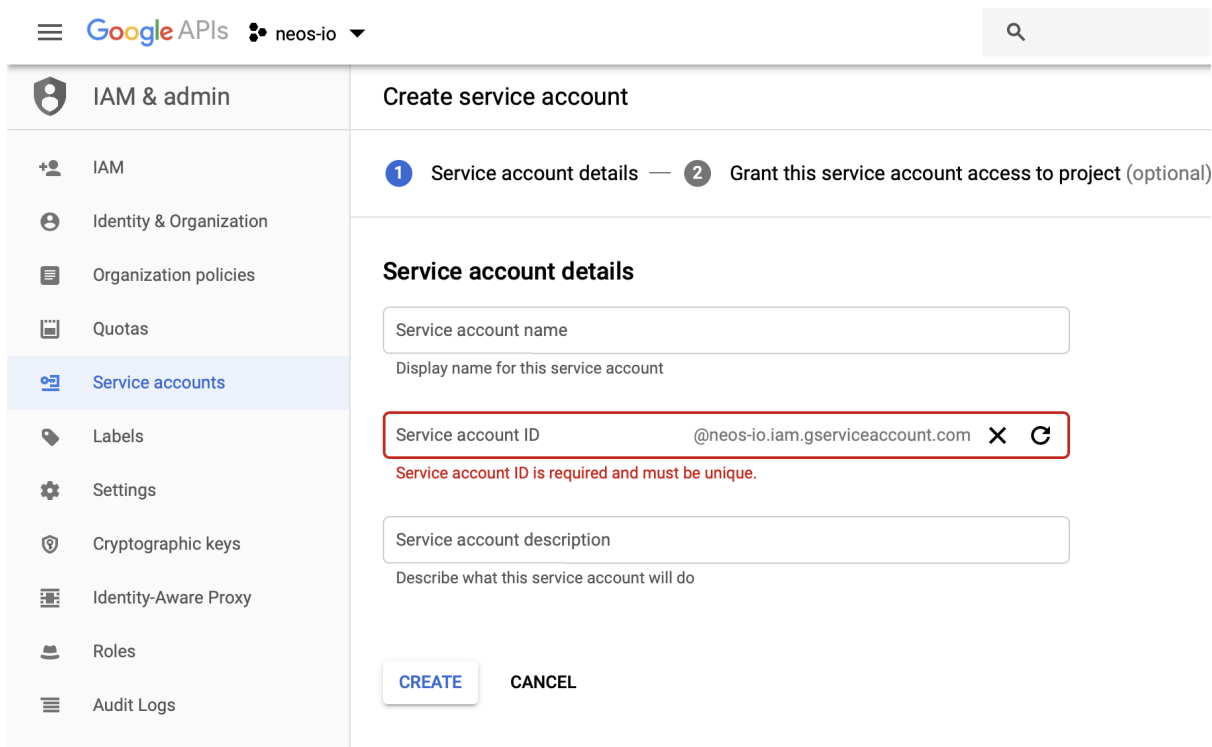 Google APIs neos-io
IAM & admin
Create service account
1 Service account details — 2 Grant this service account access to project (optional)
IAM
Identity & Organization
Organization policies
Quotas
Service accounts
Labels
Settings
Cryptographic keys
Identity-Aware Proxy
Roles
Audit Logs
Service account details
Service account name
Display name for this service account
Service account ID @neos-io.iam.gserviceaccount.com
Service account ID is required and must be unique.
Service account description
Describe what this service account will do
CREATE CANCEL